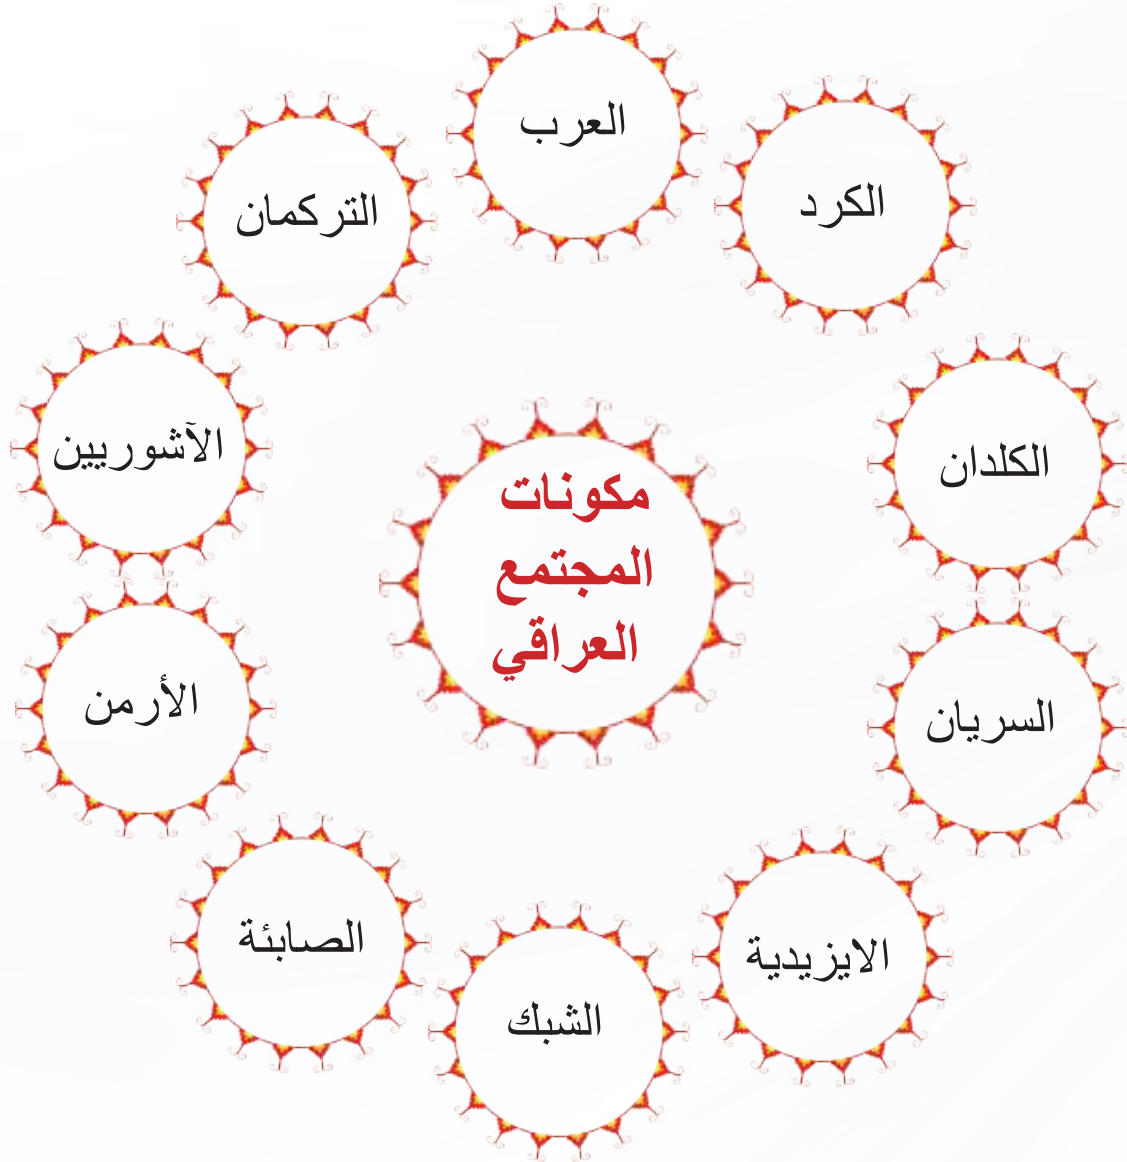 العرب
الكرد
التركمان
الكلدان
الآشوريين
مكونات
المجتمع
العراقي
السريان
الأرمن
الايزيدية
الصابئة
الشبك